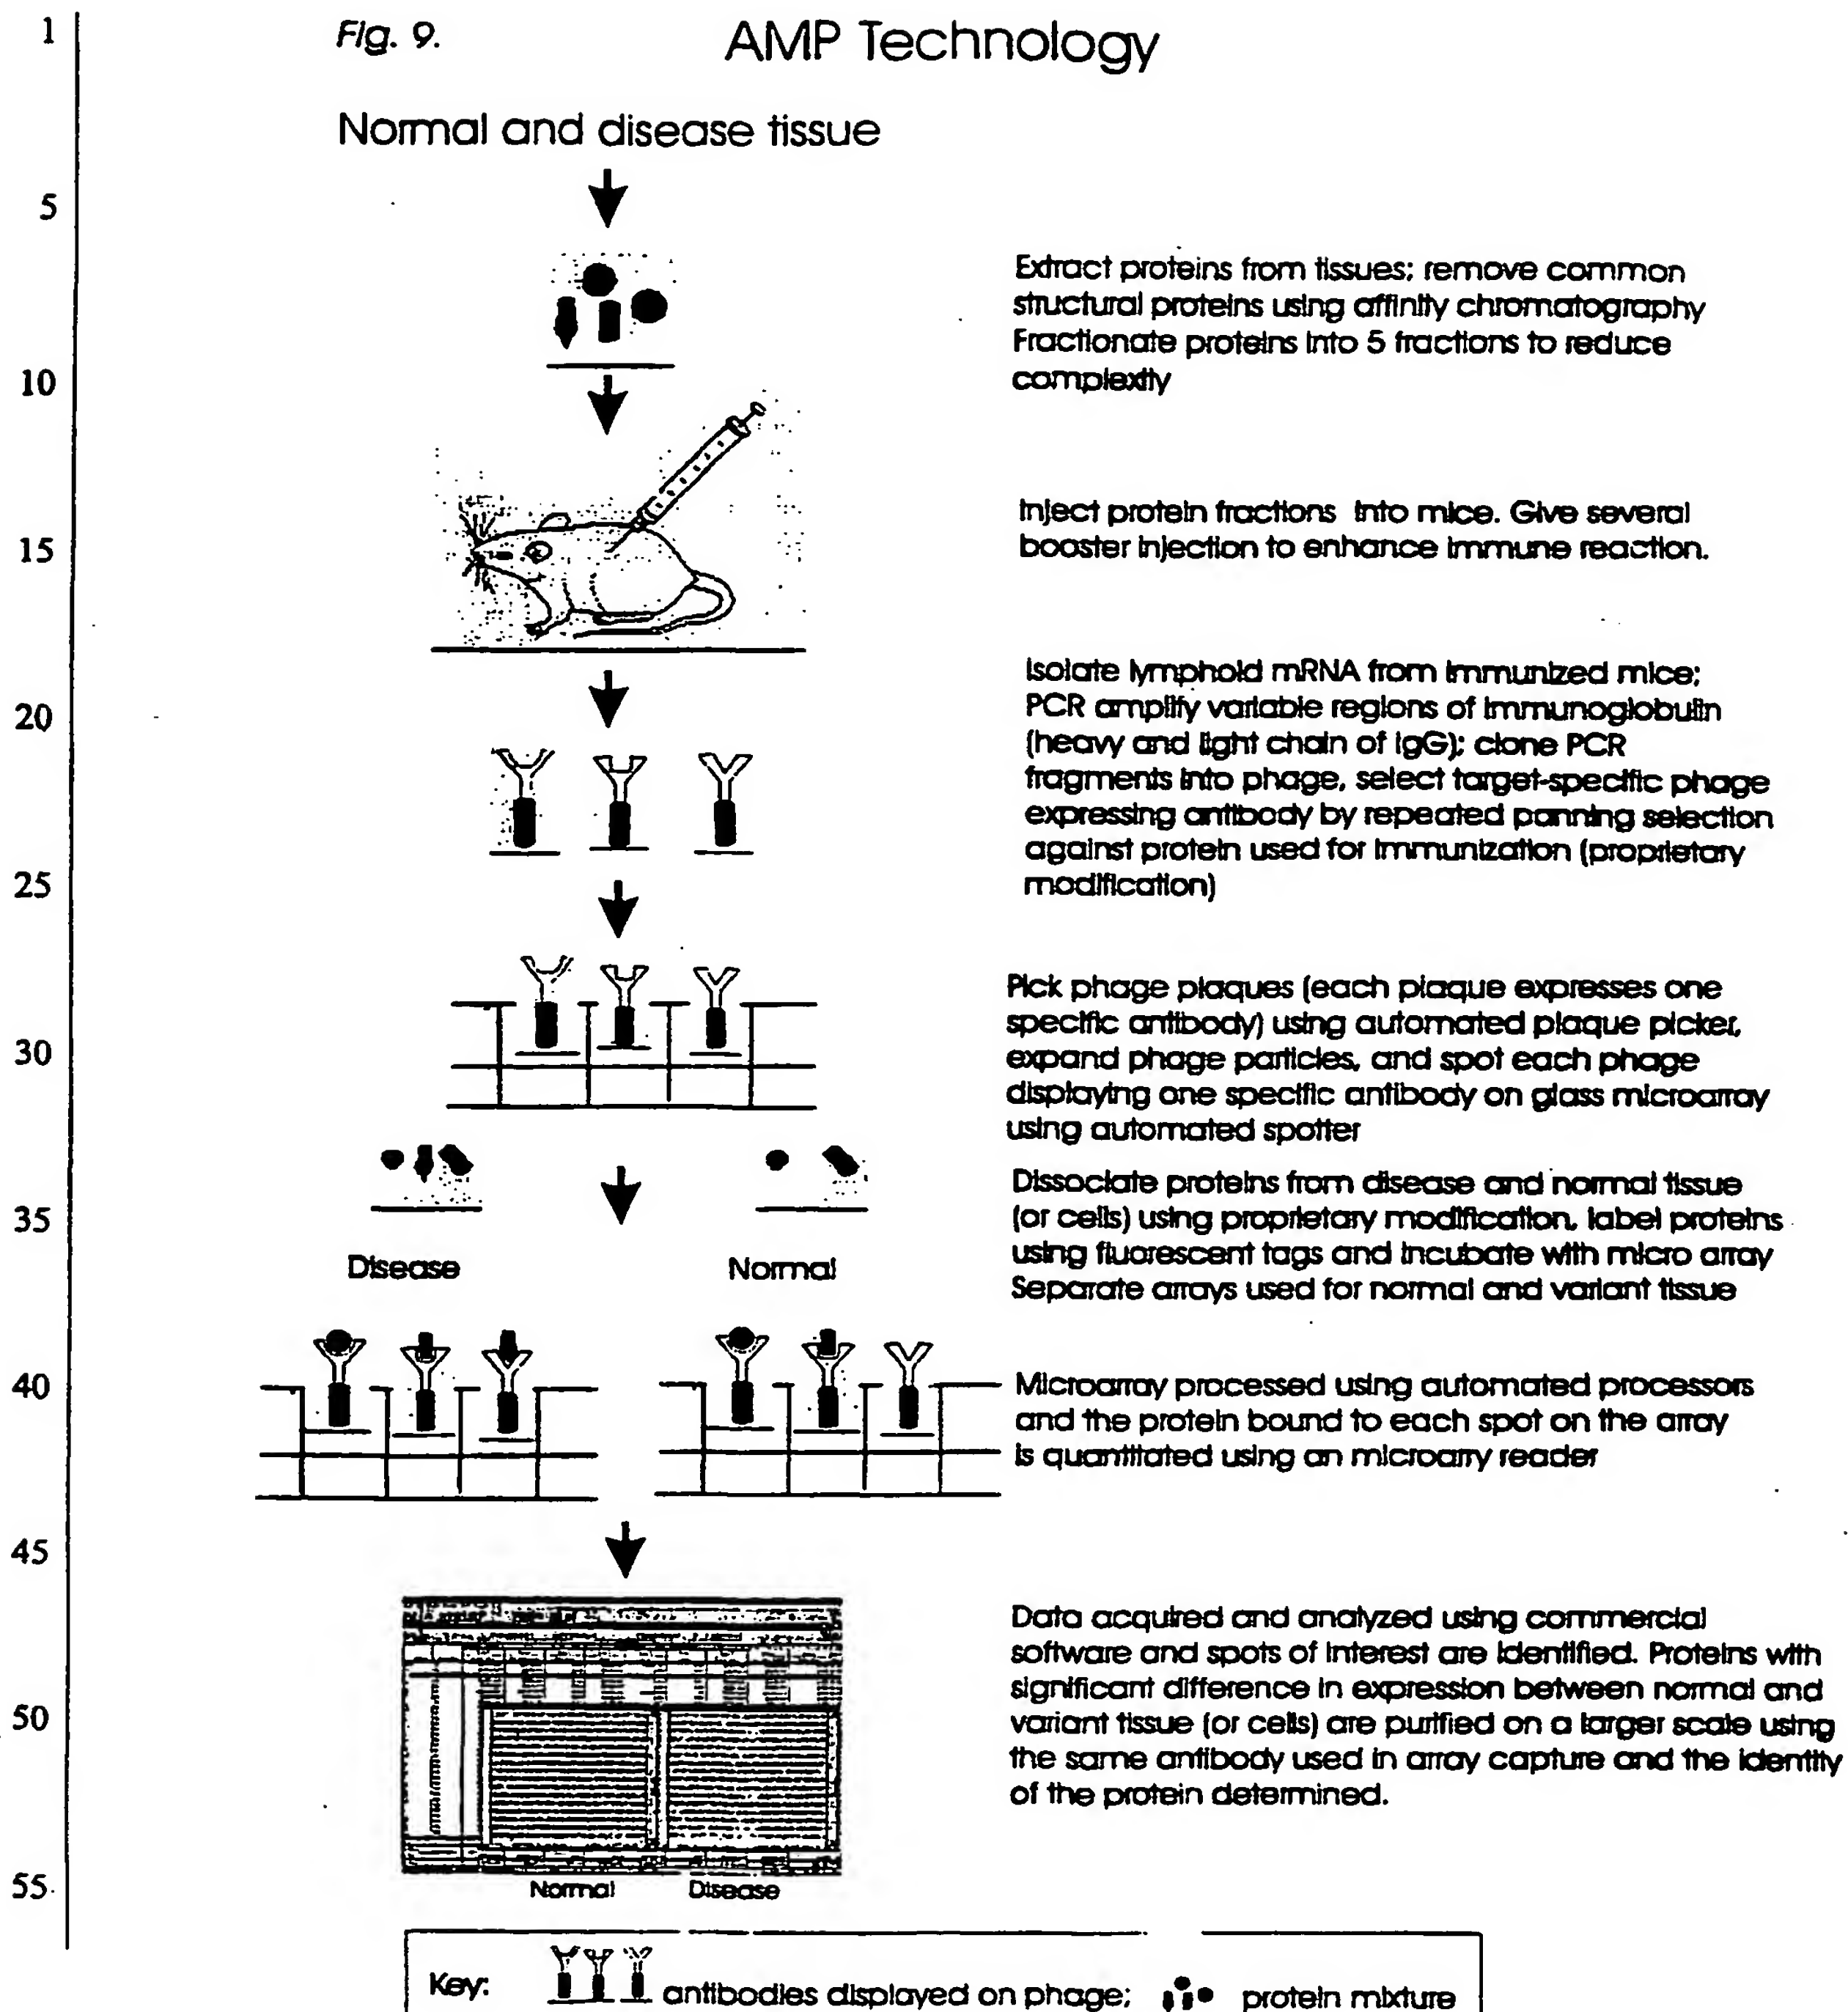 1
Fig. 9.
AMP Technology
Normal and disease tissue
5
Extract proteins from tissues; remove common
structural proteins using affinity chromatography
Fractionate proteins into 5 fractions to reduce
complexity
10
Inject protein fractions into mice. Give several
booster injection to enhance immune reaction.
15
Isolate lymphoid mRNA from immunized mice;
PCR amplify variable regions of immunoglobulin
(heavy and light chain of IgG); clone PCR
fragments into phage, select target-specific phage
expressing antibody by repeated panning selection
against protein used for immunization (proprietary
modification)
20
25
Pick phage plaques (each plaque expresses one
specific antibody) using automated plaque picker,
expand phage particles, and spot each phage
displaying one specific antibody on glass microarray
using automated spotter
30
Dissociate proteins from disease and normal tissue
(or cells) using proprietary modification, label proteins
using fluorescent tags and incubate with micro array
Separate arrays used for normal and variant tissue
35
Disease
Normal
40
Microarray processed using automated processors
and the protein bound to each spot on the array
is quantitated using an microarry reader
45
Data acquired and analyzed using commercial
software and spots of interest are identified. Proteins with
significant difference in expression between normal and
variant tissue (or cells) are purified on a larger scale using
the same antibody used in array capture and the identity
of the protein determined.
50
55
Normal
Disease
Key:
antibodies displayed on phage;
protein mixture